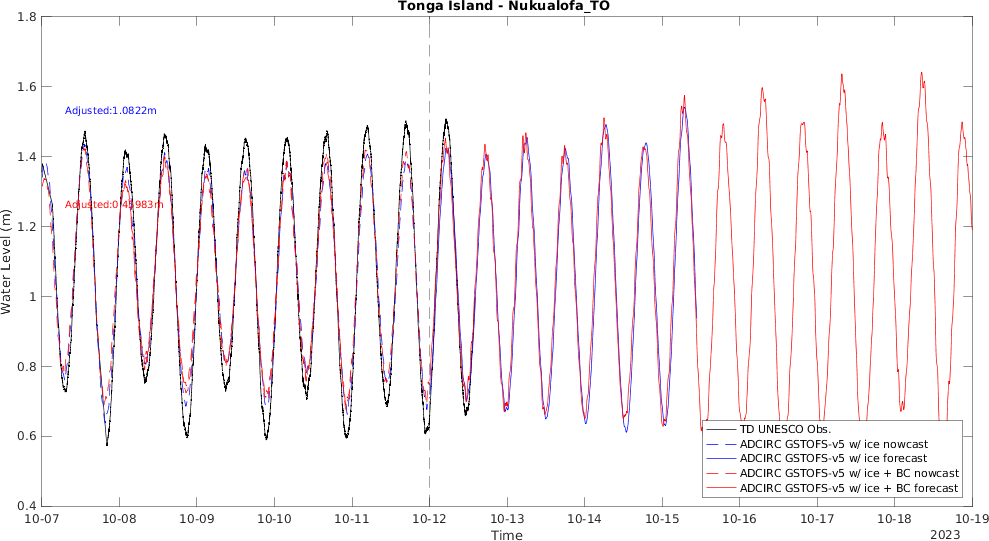 Tonga Island - Nukualofa_TO
1.8
1.6
1.4
1.2
1
0.8
0.6
0.4
Water Level (m)
Adjusted:1.0822m
Adjusted:0.45983m
TD UNESCO Obs.
ADCIRC GSTOFS-v5 w/ ice nowcast
ADCIRC GSTOFS-v5 w/ ice forecast
ADCIRC GSTOFS-v5 w/ ice + BC nowcast
ADCIRC GSTOFS-v5 w/ ice + BC forecast
10-07 10-08 10-09 10-10 10-11 10-12 10-13 10-14 10-15 10-16 10-17 10-18 10-19
Time
2023